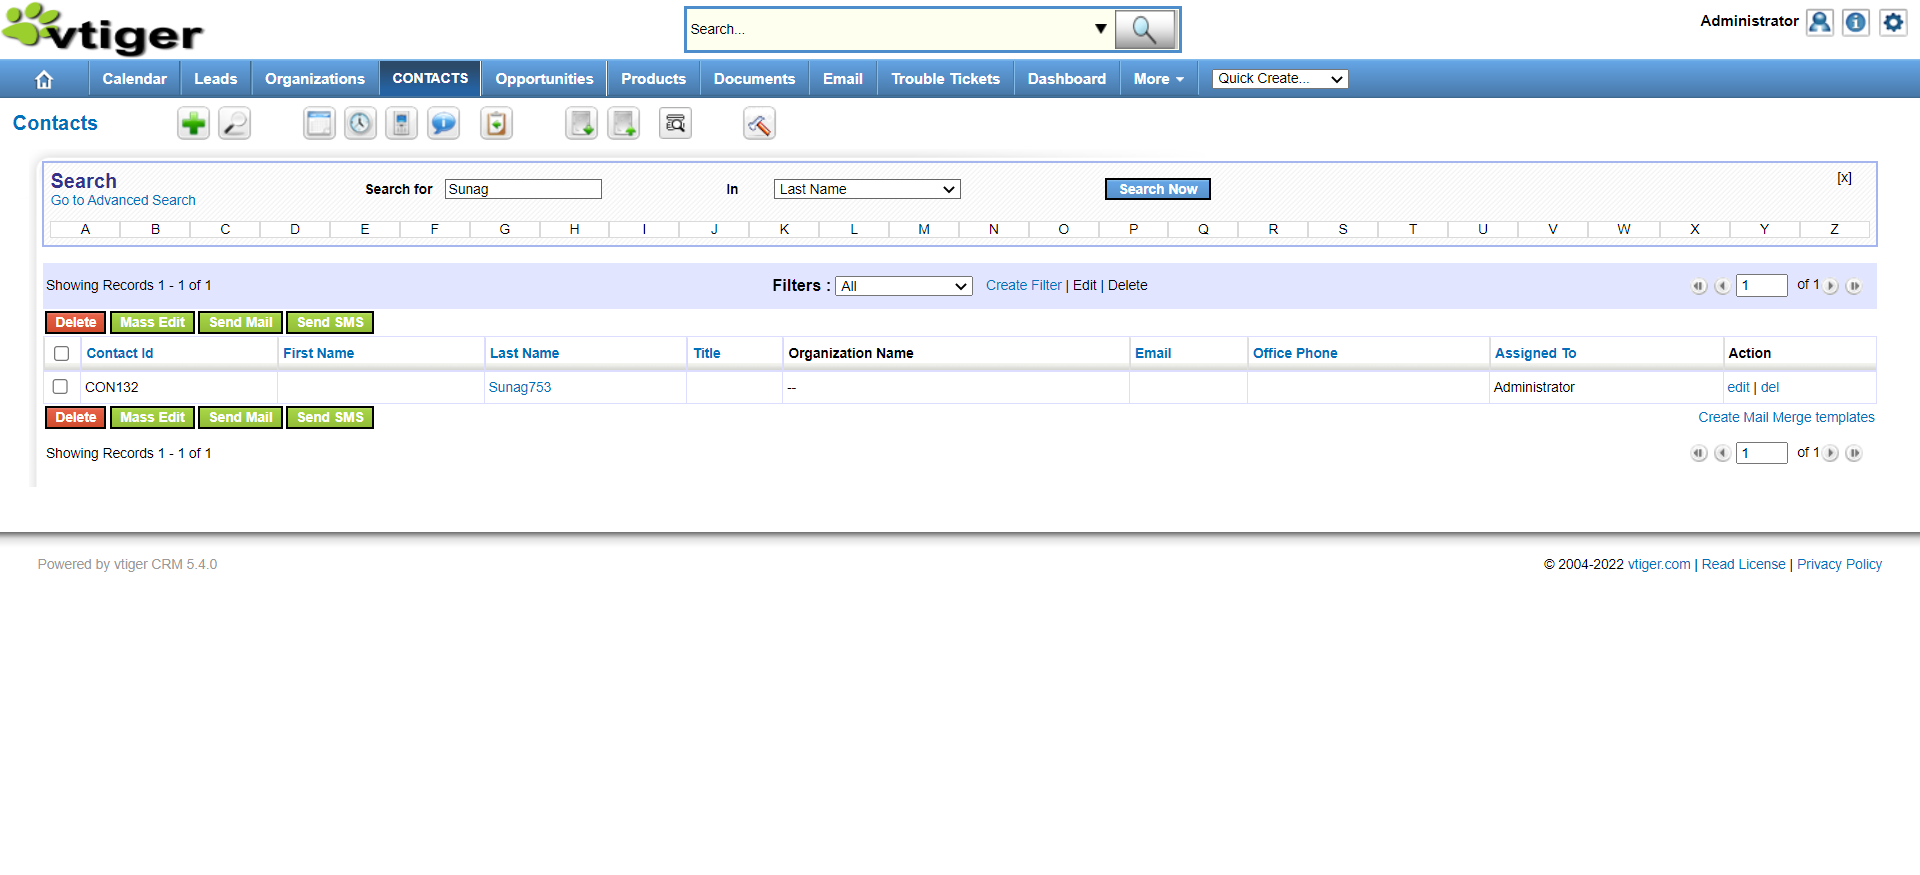 vtiger
Search...
Administrator
Calendar Leads Organizations CONTACTS Opportunities Products Documents Email Trouble Tickets Dashboard More Quick Create...
Contacts
Search
Go to Advanced Search
Search for Sunag In Last Name Search Now [x]
A B C D E F G H I J K L M N O P Q R S T U V W X Y Z
Showing Records 1 - 1 of 1 Filters : All Create Filter | Edit | Delete 1 of 1
Delete Mass Edit Send Mail Send SMS
Contact Id First Name Last Name Title Organization Name Email Office Phone Assigned To Action
CON132 Sunag753 -- Administrator edit | del
Delete Mass Edit Send Mail Send SMS Create Mail Merge templates
Showing Records 1 - 1 of 1 1 of 1
Powered by vtiger CRM 5.4.0 © 2004-2022 vtiger.com | Read License | Privacy Policy